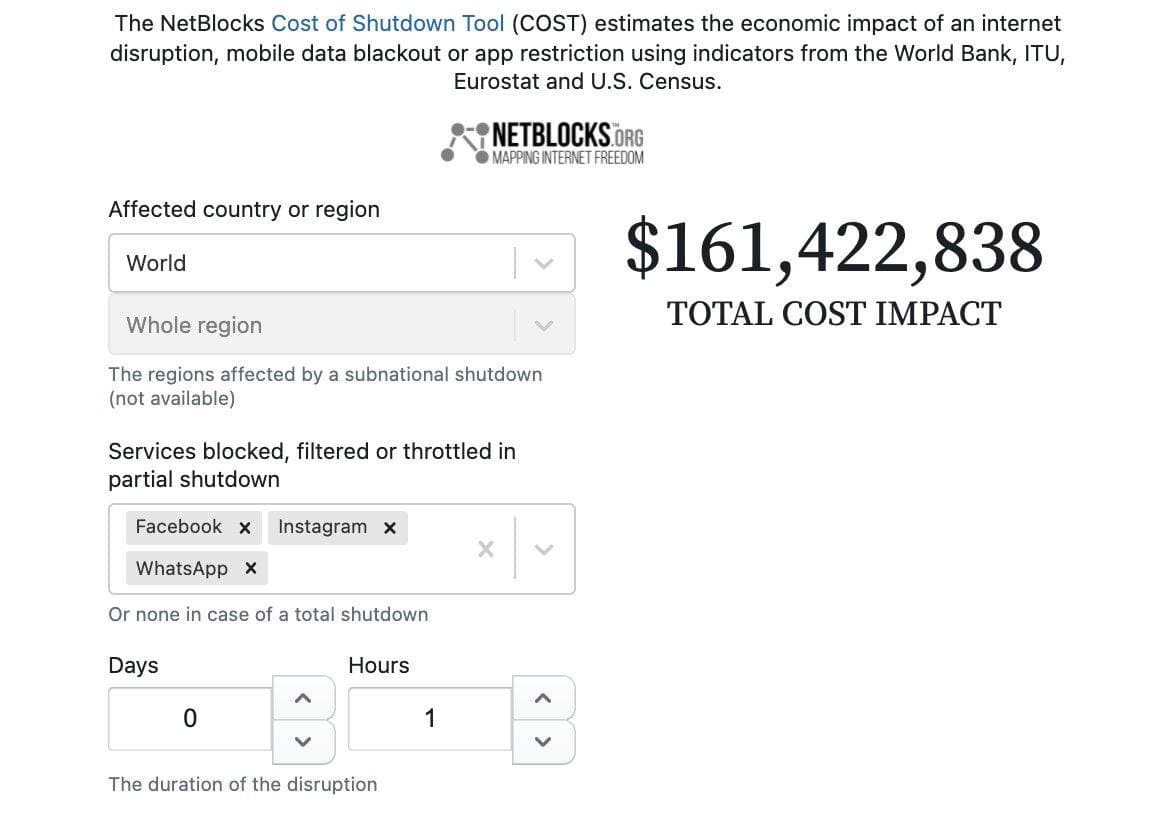 The NetBlocks Cost of Shutdown Tool (COST) estimates the economic impact of an internet
disruption, mobile data blackout or app restriction using indicators from the World Bank, ITU,
Eurostat and U.S. Census.
NETBLOCKS.ORG™
MAPPING INTERNET FREEDOM
Affected country or region
World
Whole region
The regions affected by a subnational shutdown
(not available)
$161,422,838
TOTAL COST IMPACT
Services blocked, filtered or throttled in
partial shutdown
Facebook × Instagram ×
WhatsApp ×
Or none in case of a total shutdown
Days Hours
0 1
The duration of the disruption